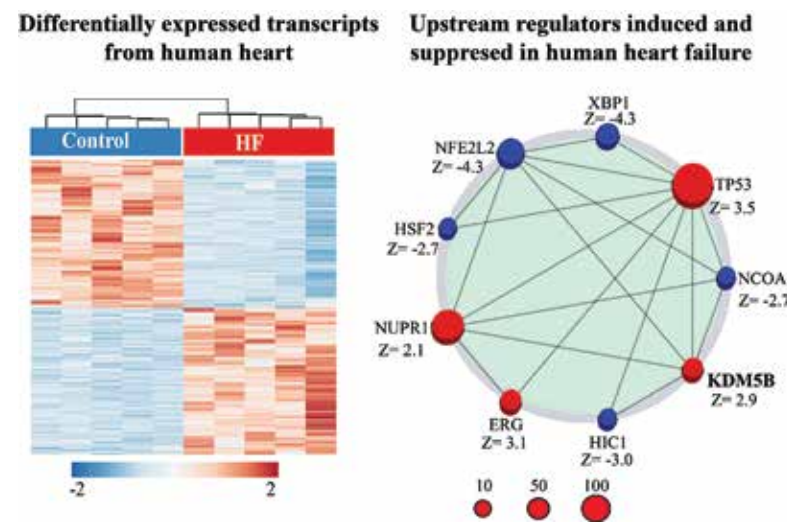 Differentially expressed transcripts
from human heart
Control
HF
-2
2
Upstream regulators induced and
suppresed in human heart failure
XBP1
Z= -4.3
NFE2L2
Z= -4.3
TP53
Z= 3.5
HSF2
Z= -2.7
NCOA
Z= -2.7
NUPR1
Z= 2.1
KDM5B
Z= 2.9
ERG
Z= 3.1
HIC1
Z= -3.0
10
50
100